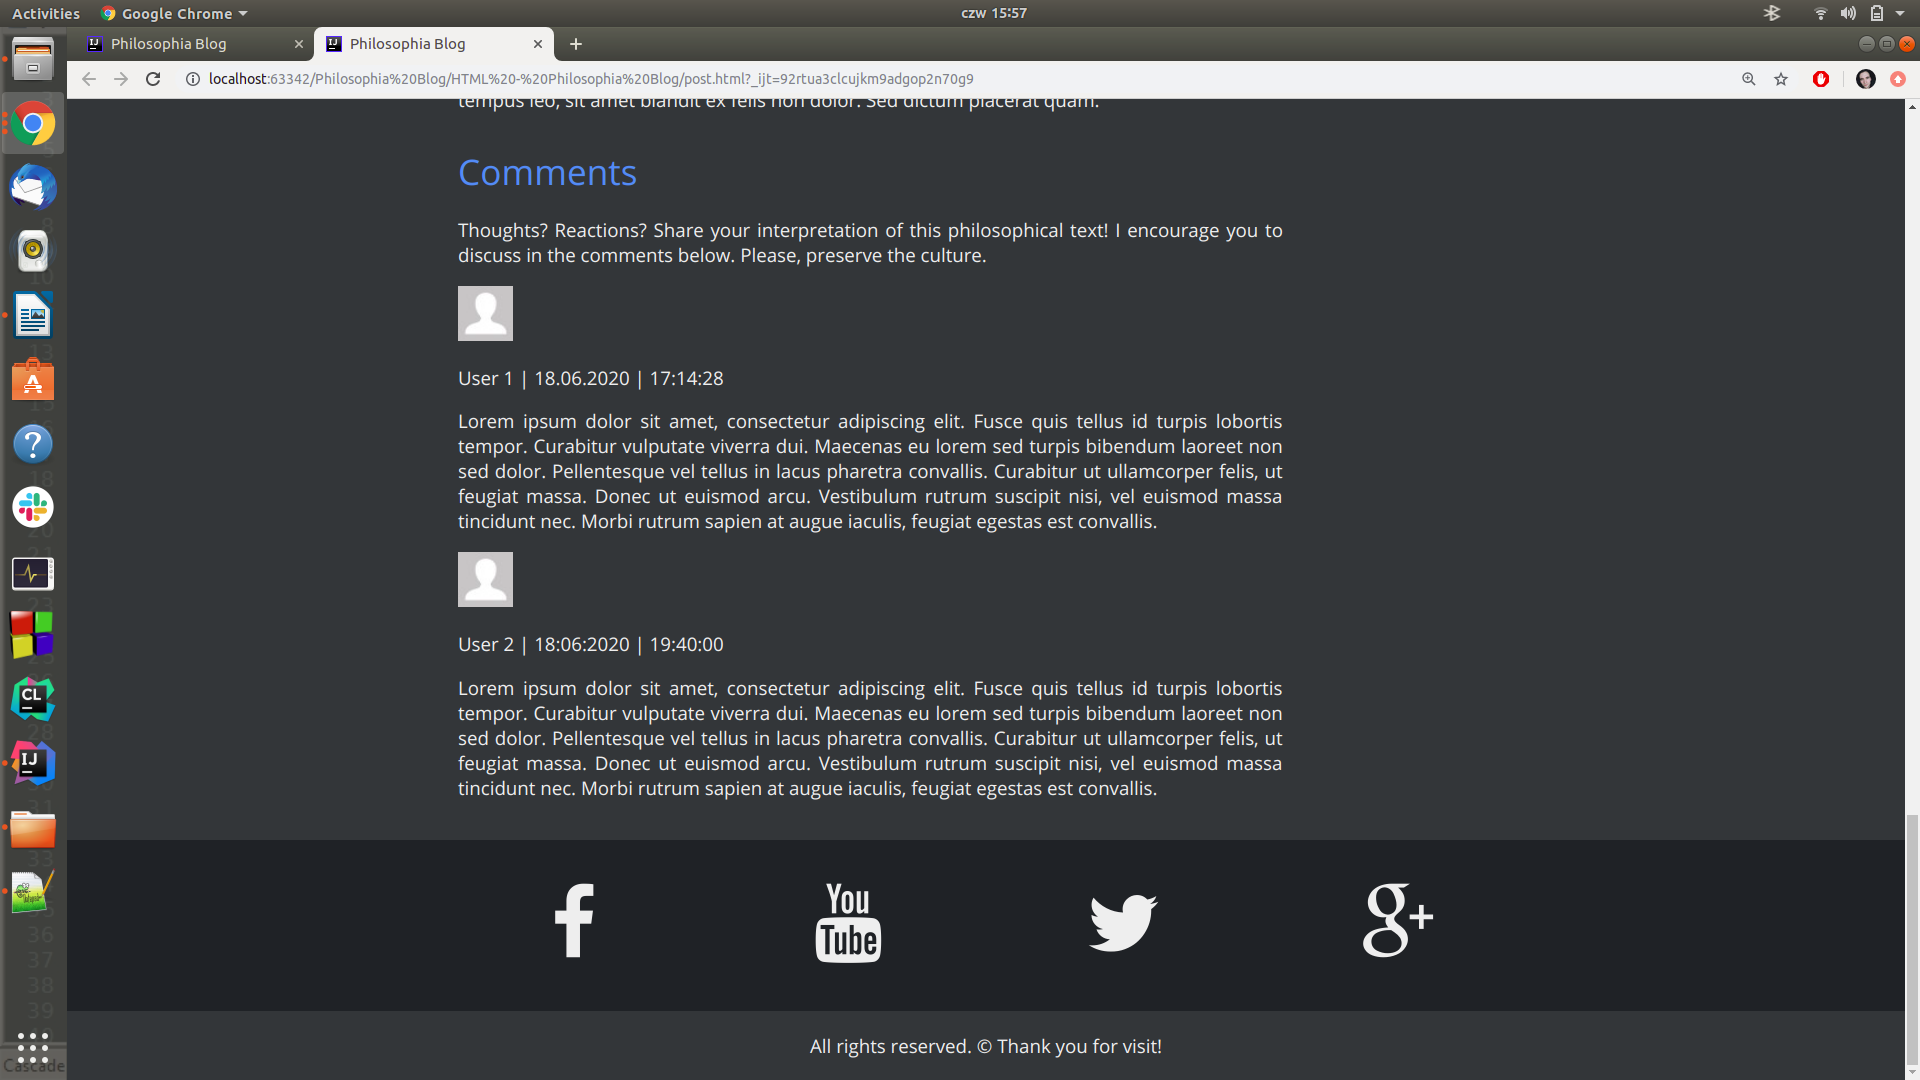 Activities
Google Chrome
czw 15:57
Philosophia Blog
Philosophia Blog
localhost:63342/Philosophia%20Blog/HTML%20-%20Philosophia%20Blog/post.html?_ijt=92rtua3clcujkm9adgop2n70g9
tempus leo, sit amet blandit ex felis non dolor. Sed dictum placerat quam.
Comments
Thoughts? Reactions? Share your interpretation of this philosophical text! I encourage you to
discuss in the comments below. Please, preserve the culture.
User 1 | 18.06.2020 | 17:14:28
Lorem ipsum dolor sit amet, consectetur adipiscing elit. Fusce quis tellus id turpis lobortis
tempor. Curabitur vulputate viverra dui. Maecenas eu lorem sed turpis bibendum laoreet non
sed dolor. Pellentesque vel tellus in lacus pharetra convallis. Curabitur ut ullamcorper felis, ut
feugiat massa. Donec ut euismod arcu. Vestibulum rutrum suscipit nisi, vel euismod massa
tincidunt nec. Morbi rutrum sapien at augue iaculis, feugiat egestas est convallis.
User 2 | 18:06:2020 | 19:40:00
Lorem ipsum dolor sit amet, consectetur adipiscing elit. Fusce quis tellus id turpis lobortis
tempor. Curabitur vulputate viverra dui. Maecenas eu lorem sed turpis bibendum laoreet non
sed dolor. Pellentesque vel tellus in lacus pharetra convallis. Curabitur ut ullamcorper felis, ut
feugiat massa. Donec ut euismod arcu. Vestibulum rutrum suscipit nisi, vel euismod massa
tincidunt nec. Morbi rutrum sapien at augue iaculis, feugiat egestas est convallis.
You
Tube
g+
All rights reserved. © Thank you for visit!
CL
IJ
36
37
38
39
Cascade